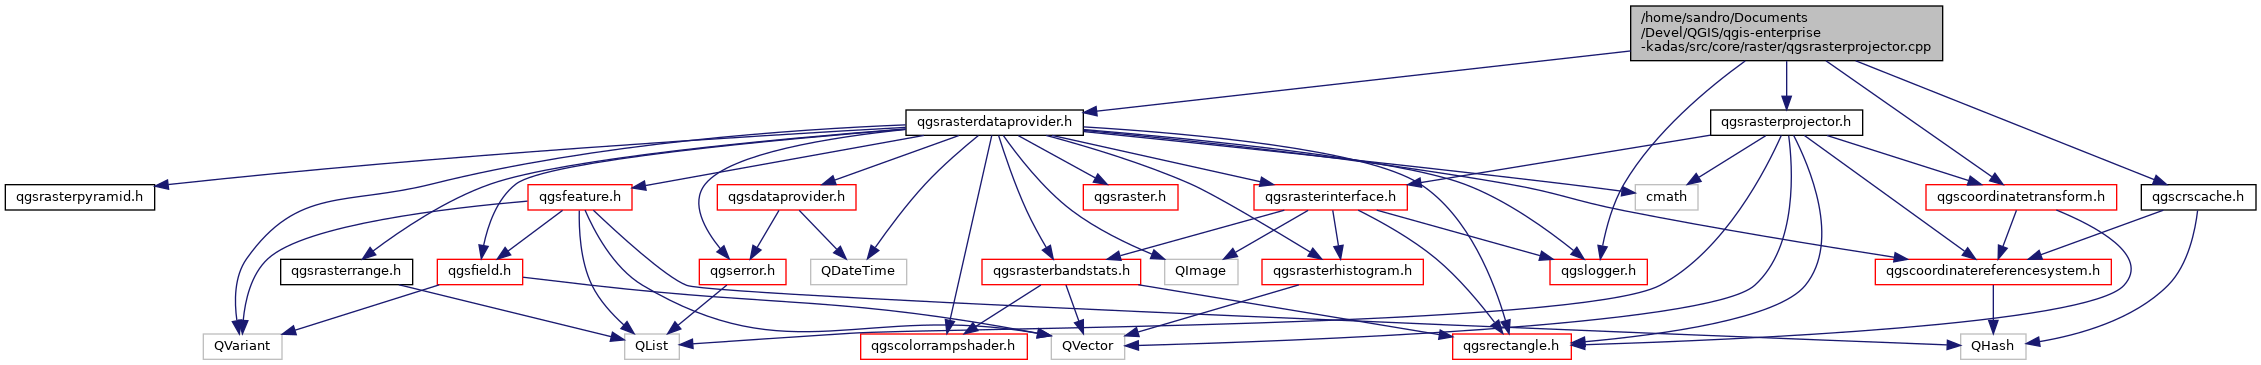 /home/sandro/Documents
/Devel/QGIS/qgis-enterprise
-kadas/src/core/raster/qgsrasterprojector.cpp
qgsrasterdataprovider.h
qgsrasterprojector.h
qgsrasterpyramid.h
qgsfeature.h
qgsdataprovider.h
qgsraster.h
qgsrasterinterface.h
cmath
qgscoordinatetransform.h
qgscrscache.h
qgsrasterrange.h
qgsfield.h
qgserror.h
QDateTime
qgsrasterbandstats.h
QImage
qgsrasterhistogram.h
qgslogger.h
qgscoordinatereferencesystem.h
QVariant
QList
qgscolorrampshader.h
QVector
qgsrectangle.h
QHash